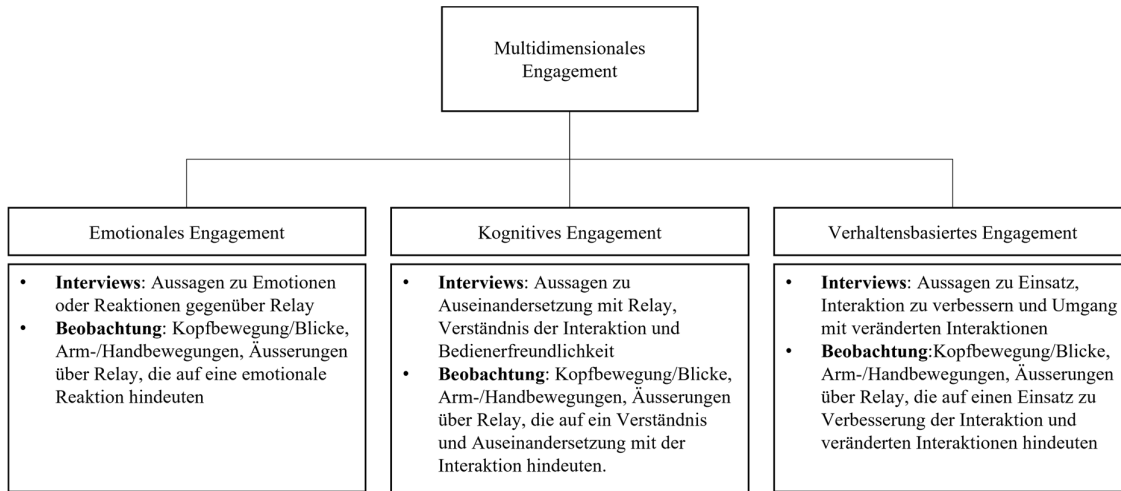 Multidimensionales
Engagement
Emotionales Engagement
• Interviews: Aussagen zu Emotionen
oder Reaktionen gegenüber Relay
• Beobachtung: Kopfbewegung/Blicke,
Arm-/Handbewegungen, Äusserungen
über Relay, die auf eine emotionale
Reaktion hindeuten
Kognitives Engagement
• Interviews: Aussagen zu
Auseinandersetzung mit Relay,
Verständnis der Interaktion und
Bedienerfreundlichkeit
• Beobachtung: Kopfbewegung/Blicke,
Arm-/Handbewegungen, Äusserungen
über Relay, die auf ein Verständnis
und Auseinandersetzung mit der
Interaktion hindeuten.
Verhaltensbasiertes Engagement
• Interviews: Aussagen zu Einsatz,
Interaktion zu verbessern und Umgang
mit veränderten Interaktionen
• Beobachtung:Kopfbewegung/Blicke,
Arm-/Handbewegungen, Äusserungen
über Relay, die auf einen Einsatz zu
Verbesserung der Interaktion und
veränderten Interaktionen hindeuten